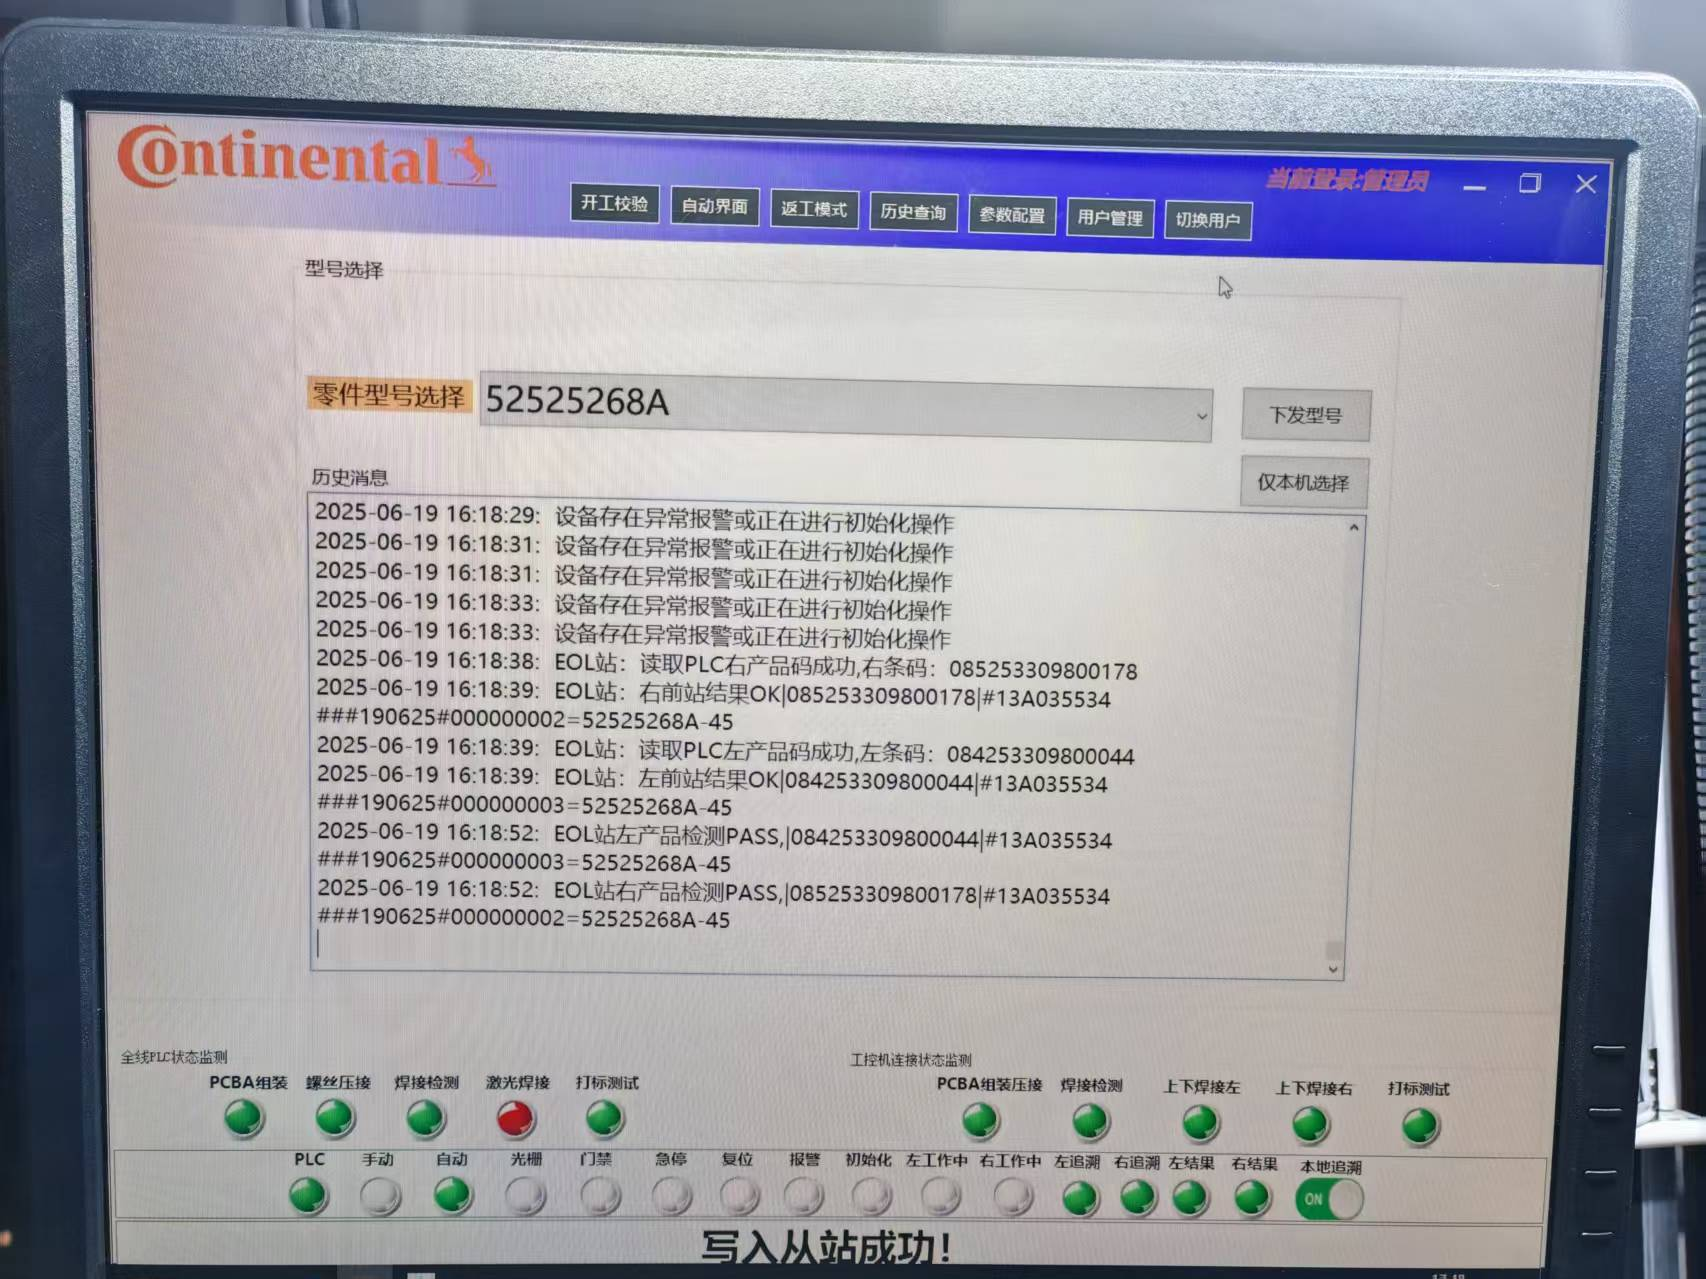 Continental
当前登录:管理员
开工校验 自动界面 返工模式 历史查询 参数配置 用户管理 切换用户
型号选择
零件型号选择 52525268A 下发型号
仅本机选择
历史消息
2025-06-19 16:18:29: 设备存在异常报警或正在进行初始化操作
2025-06-19 16:18:31: 设备存在异常报警或正在进行初始化操作
2025-06-19 16:18:31: 设备存在异常报警或正在进行初始化操作
2025-06-19 16:18:33: 设备存在异常报警或正在进行初始化操作
2025-06-19 16:18:33: 设备存在异常报警或正在进行初始化操作
2025-06-19 16:18:38: EOL站：读取PLC右产品码成功,右条码：085253309800178
2025-06-19 16:18:39: EOL站：右前站结果OK|085253309800178|#13A035534
###190625#000000002=52525268A-45
2025-06-19 16:18:39: EOL站：读取PLC左产品码成功,左条码：084253309800044
2025-06-19 16:18:39: EOL站：左前站结果OK|084253309800044|#13A035534
###190625#000000003=52525268A-45
2025-06-19 16:18:52: EOL站左产品检测PASS,|084253309800044|#13A035534
###190625#000000003=52525268A-45
2025-06-19 16:18:52: EOL站右产品检测PASS,|085253309800178|#13A035534
###190625#000000002=52525268A-45
全线PLC状态监测 工控机连接状态监测
PCBA组装 螺丝压接 焊接检测 激光焊接 打标测试 PCBA组装压接 焊接检测 上下焊接左 上下焊接右 打标测试
PLC 手动 自动 光栅 门禁 急停 复位 报警 初始化 左工作中 右工作中 左追溯 右追溯 左结果 右结果 本地追溯
ON
写入从站成功！